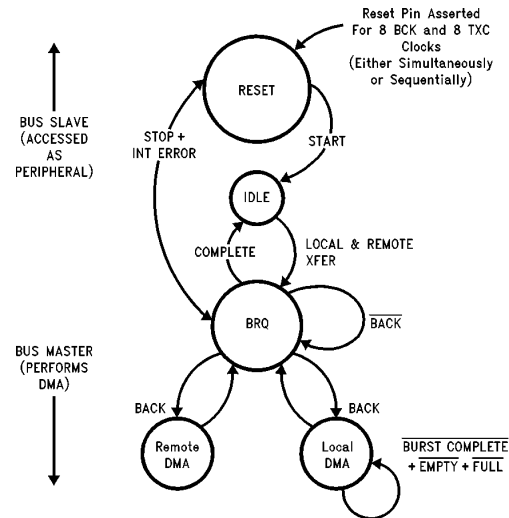 Reset Pin Asserted
For 8 BCK and 8 TXC
Clocks
(Either Simultaneously
or Sequentially)
RESET
BUS SLAVE
(ACCESSED
AS
PERIPHERAL)
STOP +
INT ERROR
START
IDLE
COMPLETE
LOCAL & REMOTE
XFER
BRQ
BACK
BUS MASTER
(PERFORMS
DMA)
BACK
BACK
Remote
DMA
Local
DMA
BURST COMPLETE
+ EMPTY + FULL